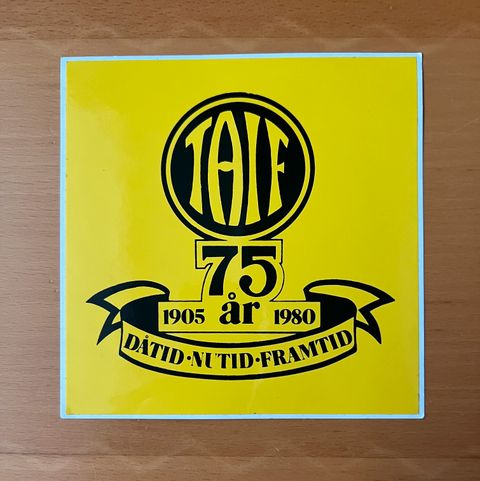 TAIF
75
år
1905 1980
DÅTID·NUTID·FRAMTID